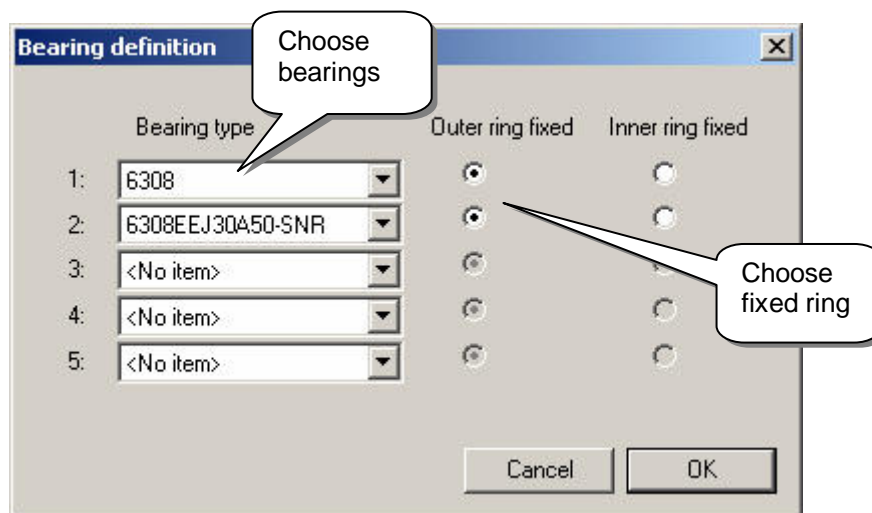 Bearing definition
Choose
bearings
Bearing type
Outer ring fixed
Inner ring fixed
1:
6308
2:
6308EEJ30A50-SNR
3:
<No item>
4:
<No item>
5:
<No item>
Choose
fixed ring
Cancel
OK